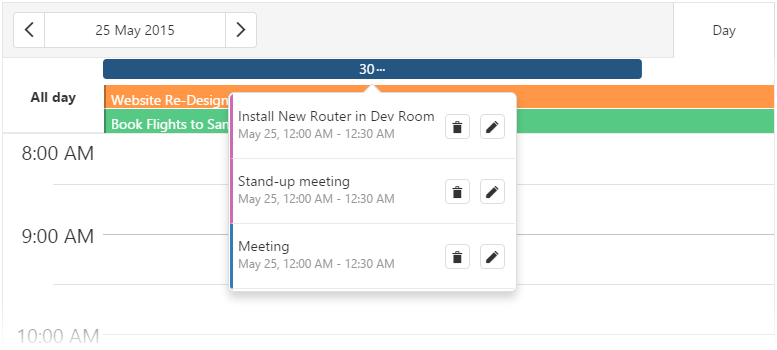 25 May 2015
Day
30
All day
Website Re-Design
Book Flights to San
Install New Router in Dev Room
May 25, 12:00 AM - 12:30 AM
Stand-up meeting
May 25, 12:00 AM - 12:30 AM
Meeting
May 25, 12:00 AM - 12:30 AM
8:00 AM
9:00 AM
10:00 AM